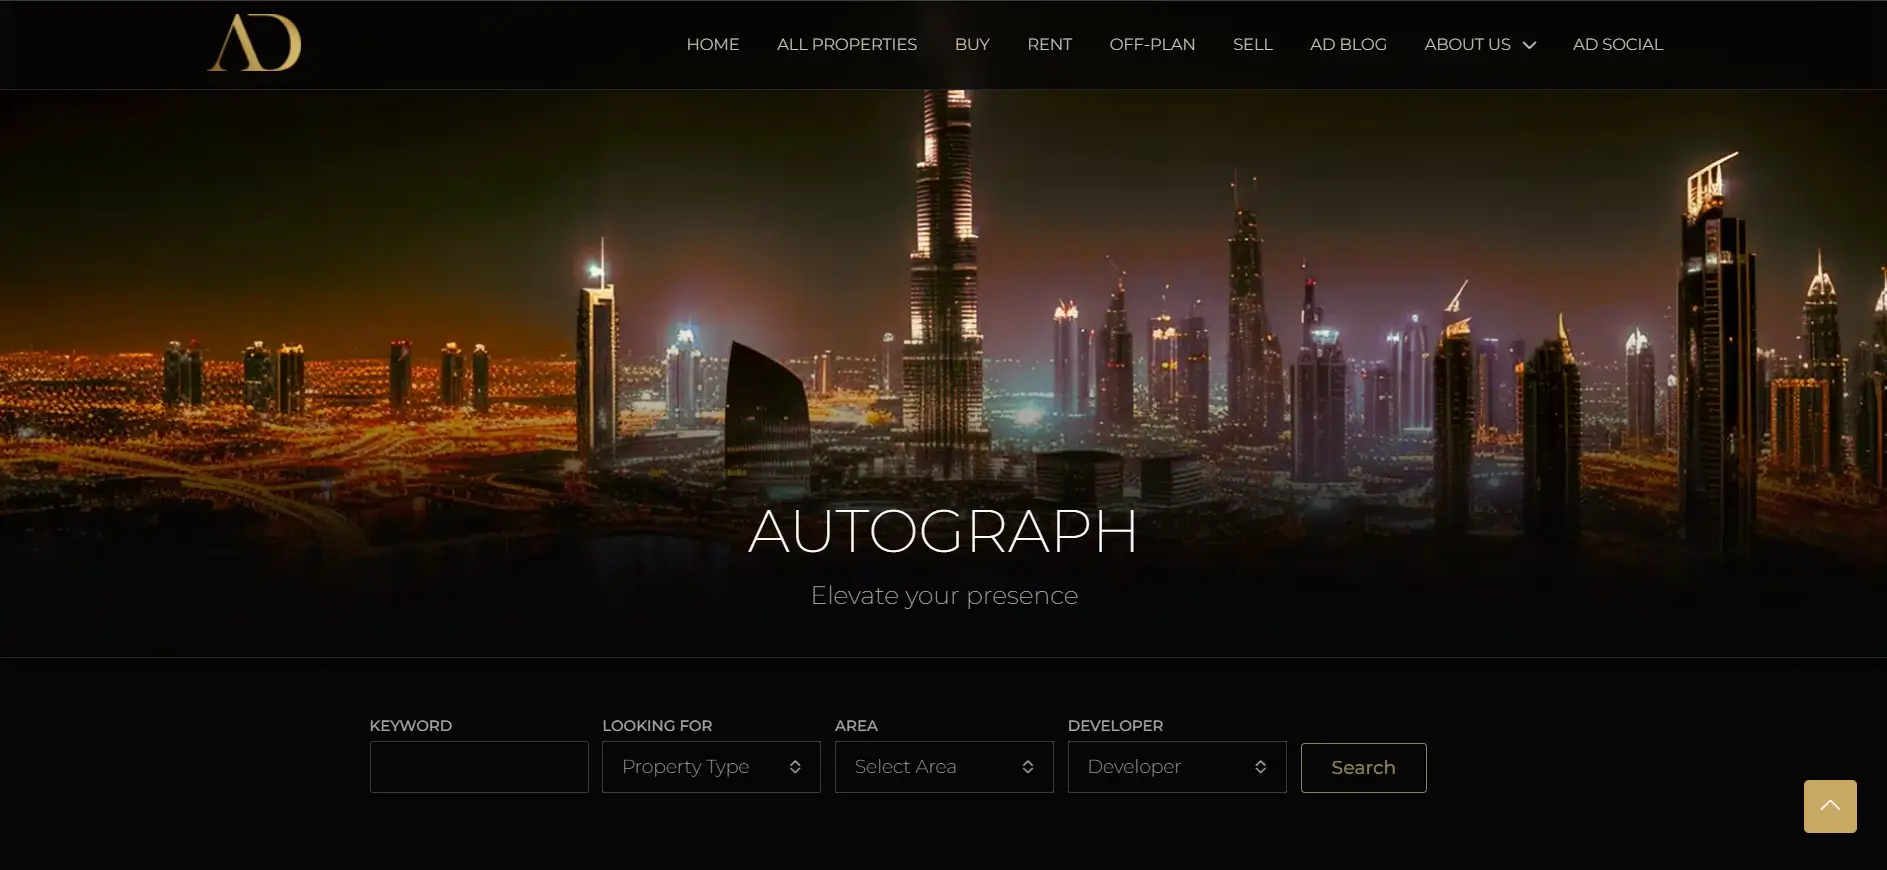 AD
HOME ALL PROPERTIES BUY RENT OFF-PLAN SELL AD BLOG ABOUT US AD SOCIAL
AUTOGRAPH
Elevate your presence
KEYWORD LOOKING FOR AREA DEVELOPER
Property Type Select Area Developer Search